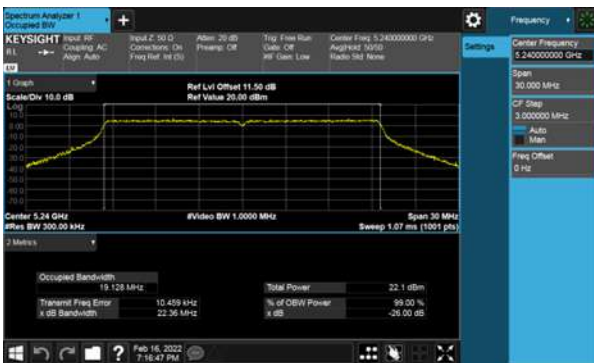 Spectrum Analyzer 1
Occupied BW
+
Frequency
KEYSIGHT
Input: RF
Coupling: AC
Align: Auto
Input Z: 50 Ω
Corrections: On
Freq Ref: Int (S)
Atten: 20 dB
Preamp: Off
Trig: Free Run
Gate: Off
#IF Gain: Low
Center Freq: 5.240000000 GHz
Avg|Hold: 50/50
Radio Std: None
RL
Settings
Center Frequency
5.240000000 GHz
Span
30.000 MHz
CF Step
3.000000 MHz
Auto
Man
Freq Offset
0 Hz
1 Graph
Scale/Div 10.0 dB
Ref Lvl Offset 11.50 dB
Ref Value 20.00 dBm
Log
10.0
0.00
Center 5.24 GHz
#Res BW 300.00 kHz
#Video BW 1.0000 MHz
Span 30 MHz
Sweep 1.07 ms (1001 pts)
2 Metrics
Occupied Bandwidth
19.128 MHz
Total Power
22.1 dBm
Transmit Freq Error
10.459 kHz
% of OBW Power
99.00 %
x dB Bandwidth
22.36 MHz
x dB
-26.00 dB
?
Feb 16, 2022
7:16:47 PM